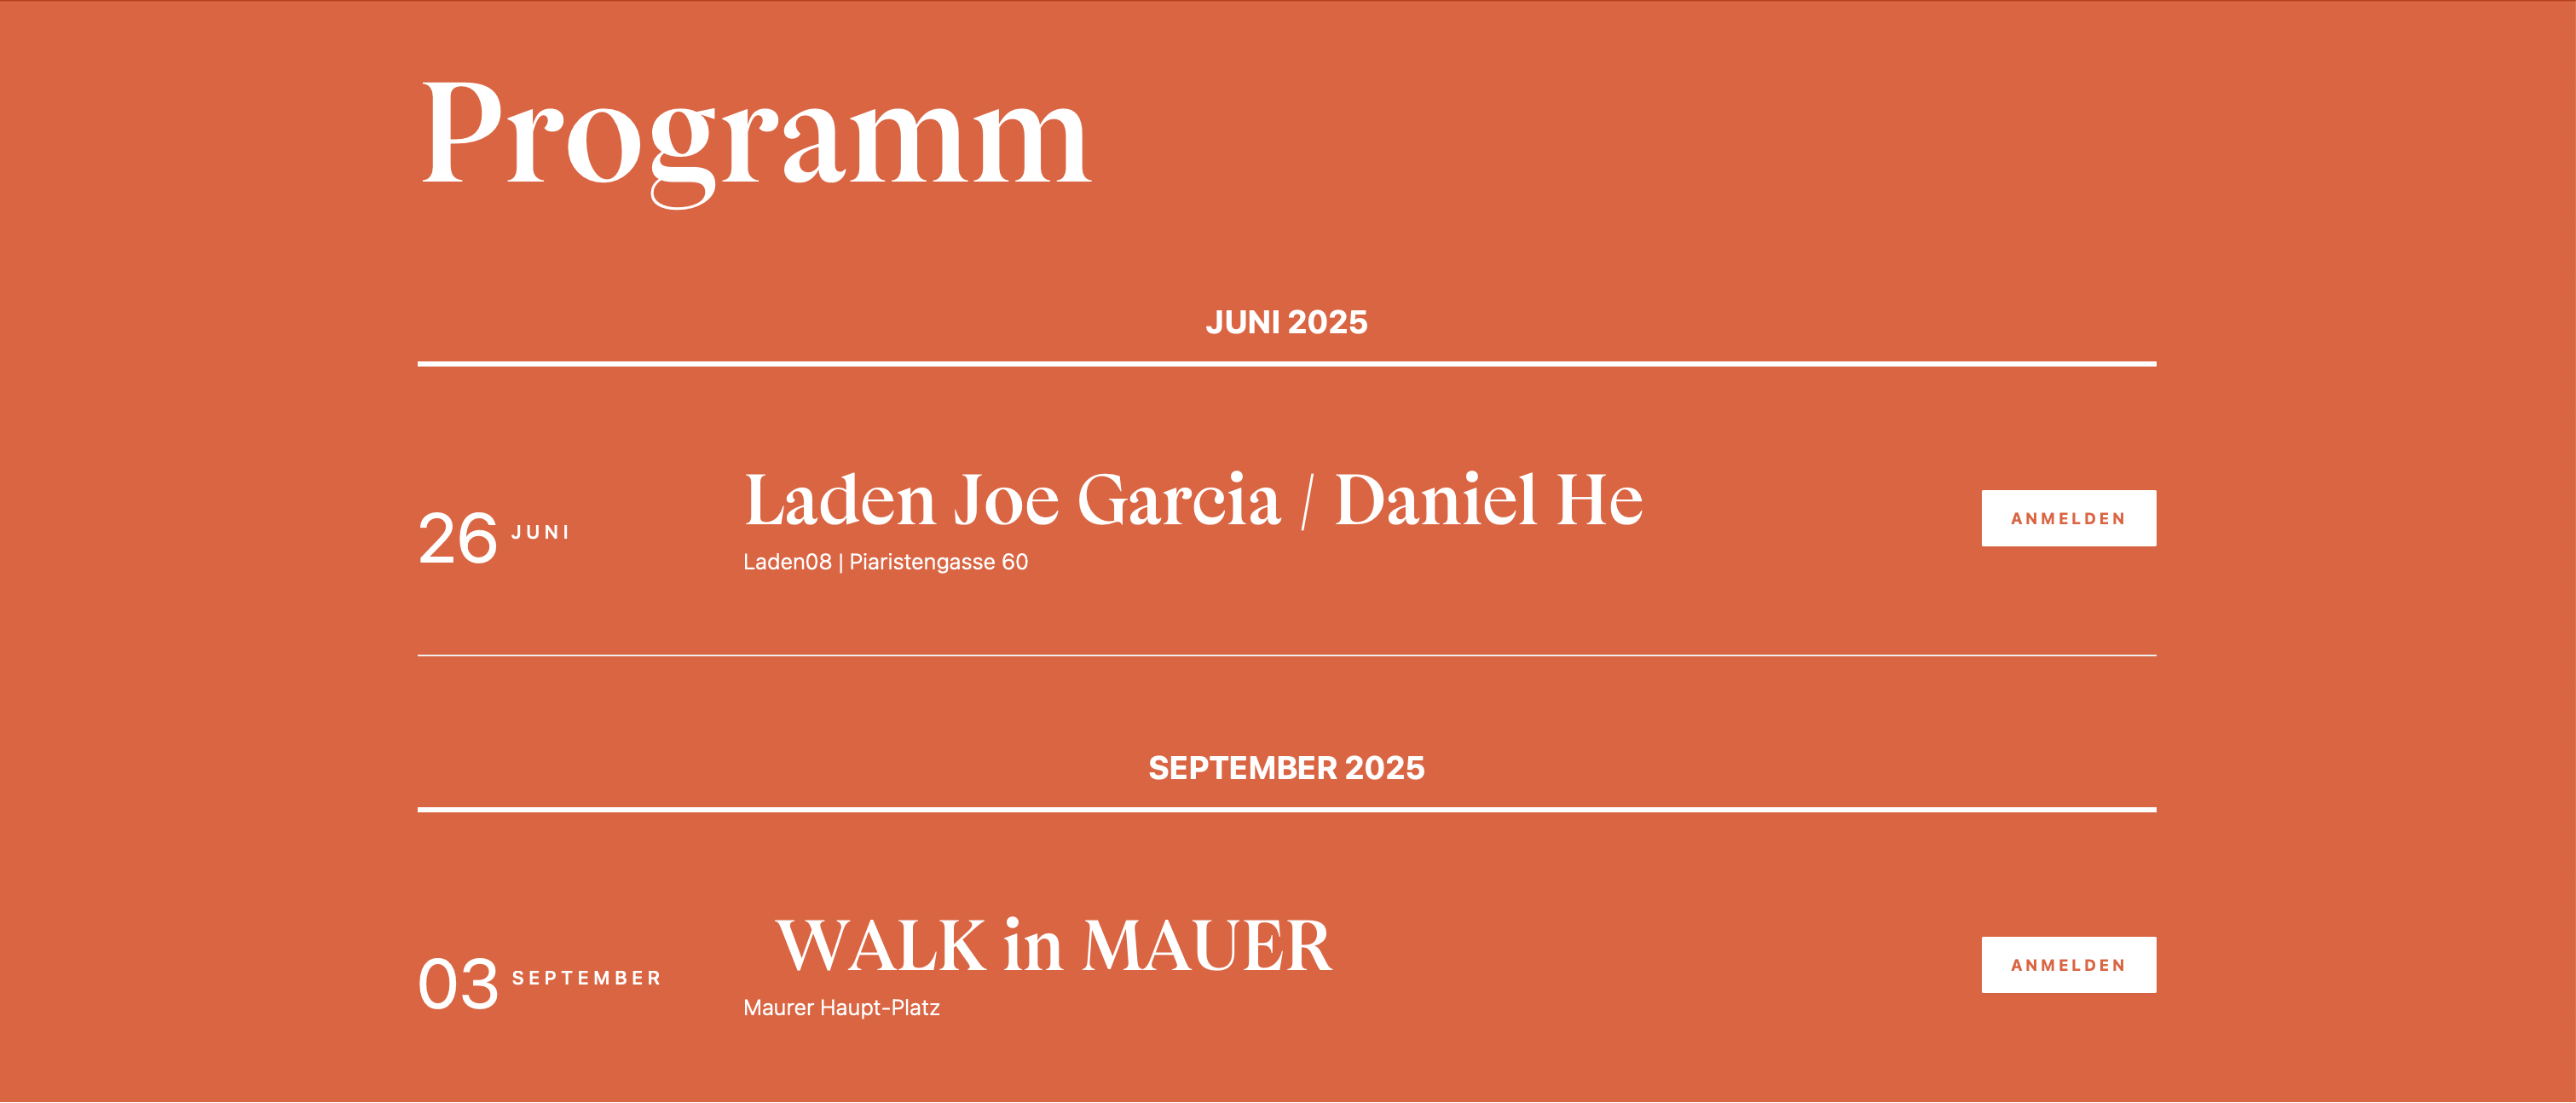 Programm
JUNI 2025
26 JUNI
Laden Joe Garcia / Daniel He
Laden08 | Piaristengasse 60
ANMELDEN
SEPTEMBER 2025
03 SEPTEMBER
WALK in MAUER
Maurer Haupt-Platz
ANMELDEN